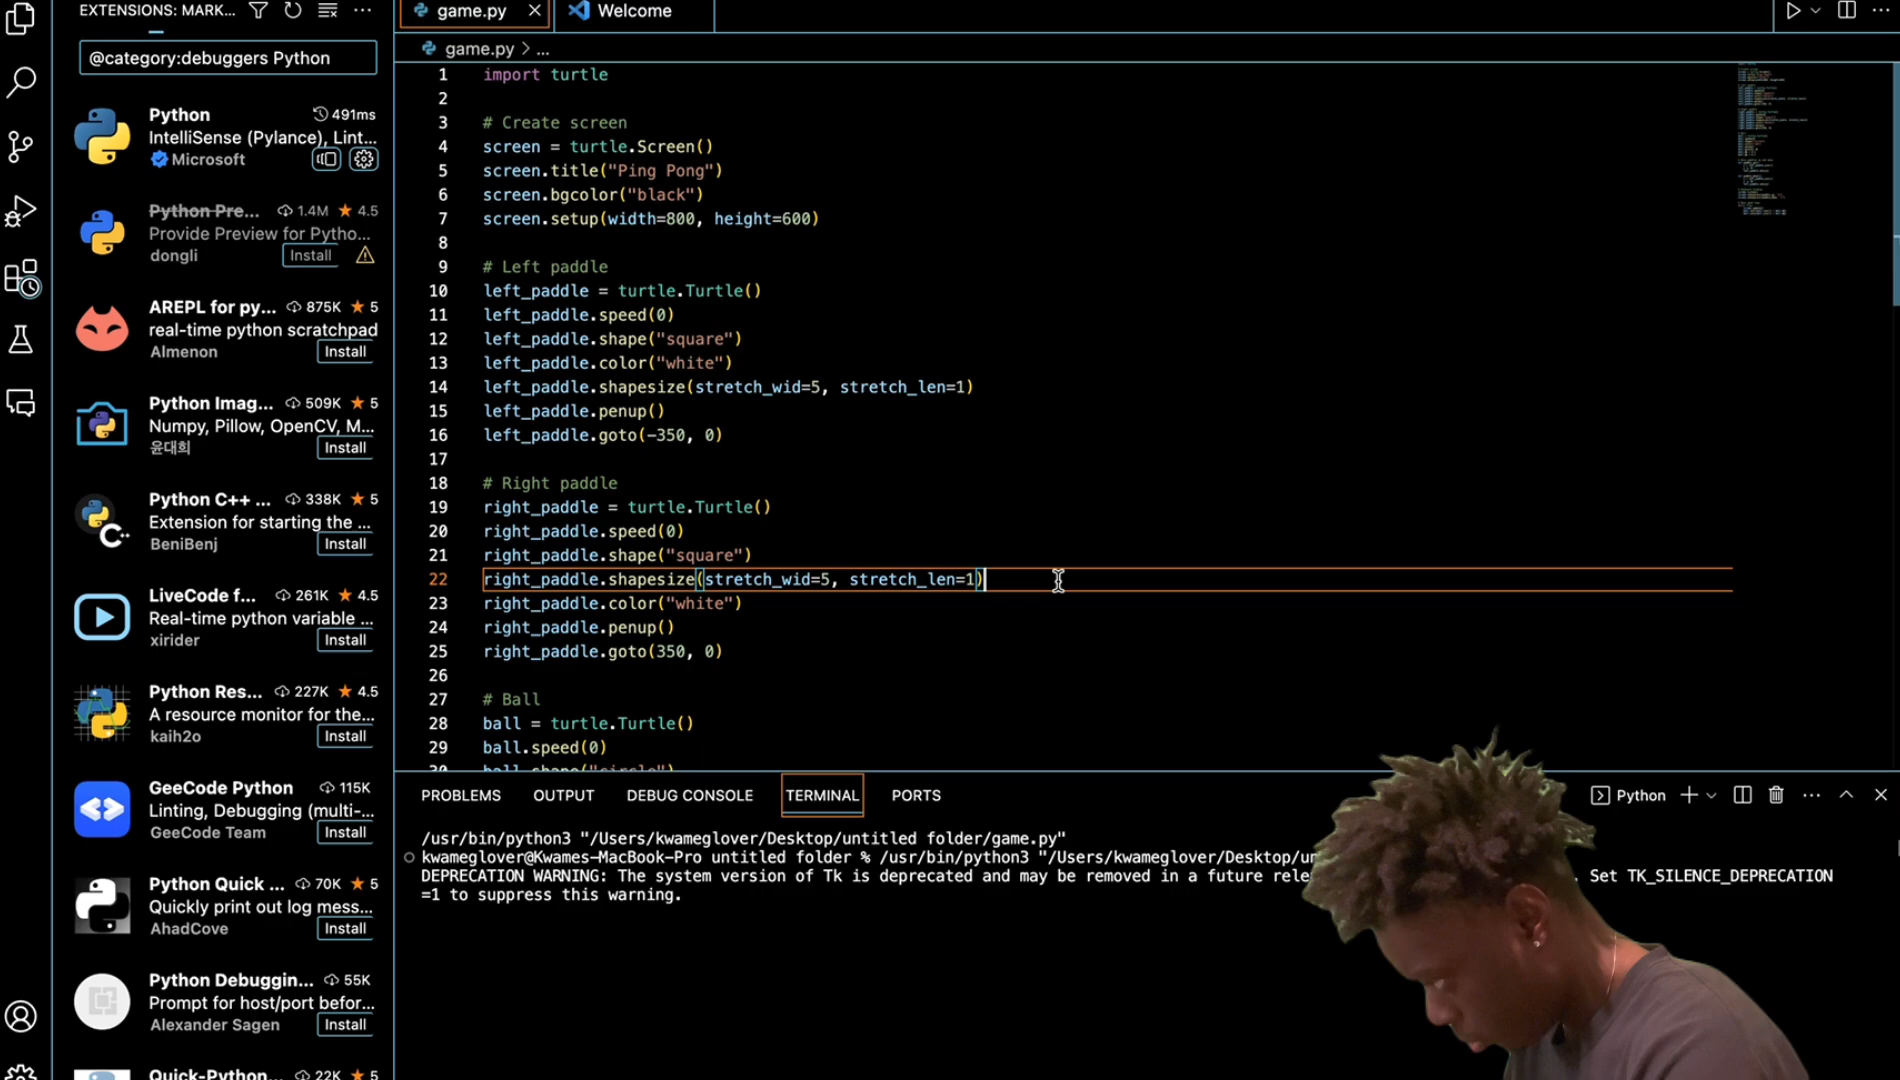 EXTENSIONS: MARK...
@category:debuggers Python
Python 491ms
IntelliSense (Pylance), Lint...
Microsoft
Python Pre... 1.4M ★ 4.5
Provide Preview for Pytho...
dongli Install
AREPL for py... 875K ★ 5
real-time python scratchpad
Almenon Install
Python Imag... 509K ★ 5
Numpy, Pillow, OpenCV, M...
윤대희 Install
Python C++ ... 338K ★ 5
Extension for starting the ...
BeniBenj Install
LiveCode f... 261K ★ 4.5
Real-time python variable ...
xirider Install
Python Res... 227K ★ 4.5
A resource monitor for the...
kaih2o Install
GeeCode Python 115K
Linting, Debugging (multi-...
GeeCode Team Install
Python Quick ... 70K ★ 5
Quickly print out log mess...
AhadCove Install
Python Debuggin... 55K
Prompt for host/port befor...
Alexander Sagen Install
Quick-Python... 22K ★ 5
game.py Welcome
game.py > ...
1 import turtle
2
3 # Create screen
4 screen = turtle.Screen()
5 screen.title("Ping Pong")
6 screen.bgcolor("black")
7 screen.setup(width=800, height=600)
8
9 # Left paddle
10 left_paddle = turtle.Turtle()
11 left_paddle.speed(0)
12 left_paddle.shape("square")
13 left_paddle.color("white")
14 left_paddle.shapesize(stretch_wid=5, stretch_len=1)
15 left_paddle.penup()
16 left_paddle.goto(-350, 0)
17
18 # Right paddle
19 right_paddle = turtle.Turtle()
20 right_paddle.speed(0)
21 right_paddle.shape("square")
22 right_paddle.shapesize(stretch_wid=5, stretch_len=1)
23 right_paddle.color("white")
24 right_paddle.penup()
25 right_paddle.goto(350, 0)
26
27 # Ball
28 ball = turtle.Turtle()
29 ball.speed(0)
30 ball.shape("circle")
PROBLEMS OUTPUT DEBUG CONSOLE TERMINAL PORTS Python
/usr/bin/python3 "/Users/kwameglover/Desktop/untitled folder/game.py"
kwameglover@Kwames-MacBook-Pro untitled folder % /usr/bin/python3 "/Users/kwameglover/Desktop/un
DEPRECATION WARNING: The system version of Tk is deprecated and may be removed in a future rele . Set TK_SILENCE_DEPRECATION
=1 to suppress this warning.